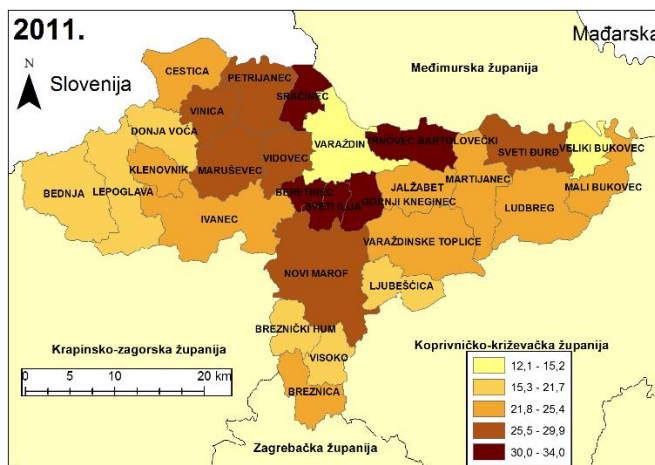 2011.
Mađarska
N
Slovenija
CESTICA
PETRIJANEC
Međimurska županija
SRAČINEC
VINICA
DONJA VOĆA
VARAŽDIN
TRNOVEC BARTOLOVEČKI
SVETI ĐURĐ
VELIKI BUKOVEC
VIDOVEC
KLENOVNIK
MARUŠEVEC
BEDNJA
LEPOGLAVA
BERETINEC
JALŽABET
MARTIJANEC
MALI BUKOVEC
SVETI ILIJA
GORNJI KNEGINEC
LUDBREG
IVANEC
VARAŽDINSKE TOPLICE
NOVI MAROF
LJUBEŠĆICA
BREZNIČKI HUM
Krapinsko-zagorska županija
VISOKO
Koprivničko-križevačka županija
0 5 10 20 km
BREZNICA
12,1 - 15,2
15,3 - 21,7
21,8 - 25,4
25,5 - 29,9
30,0 - 34,0
Zagrebačka županija